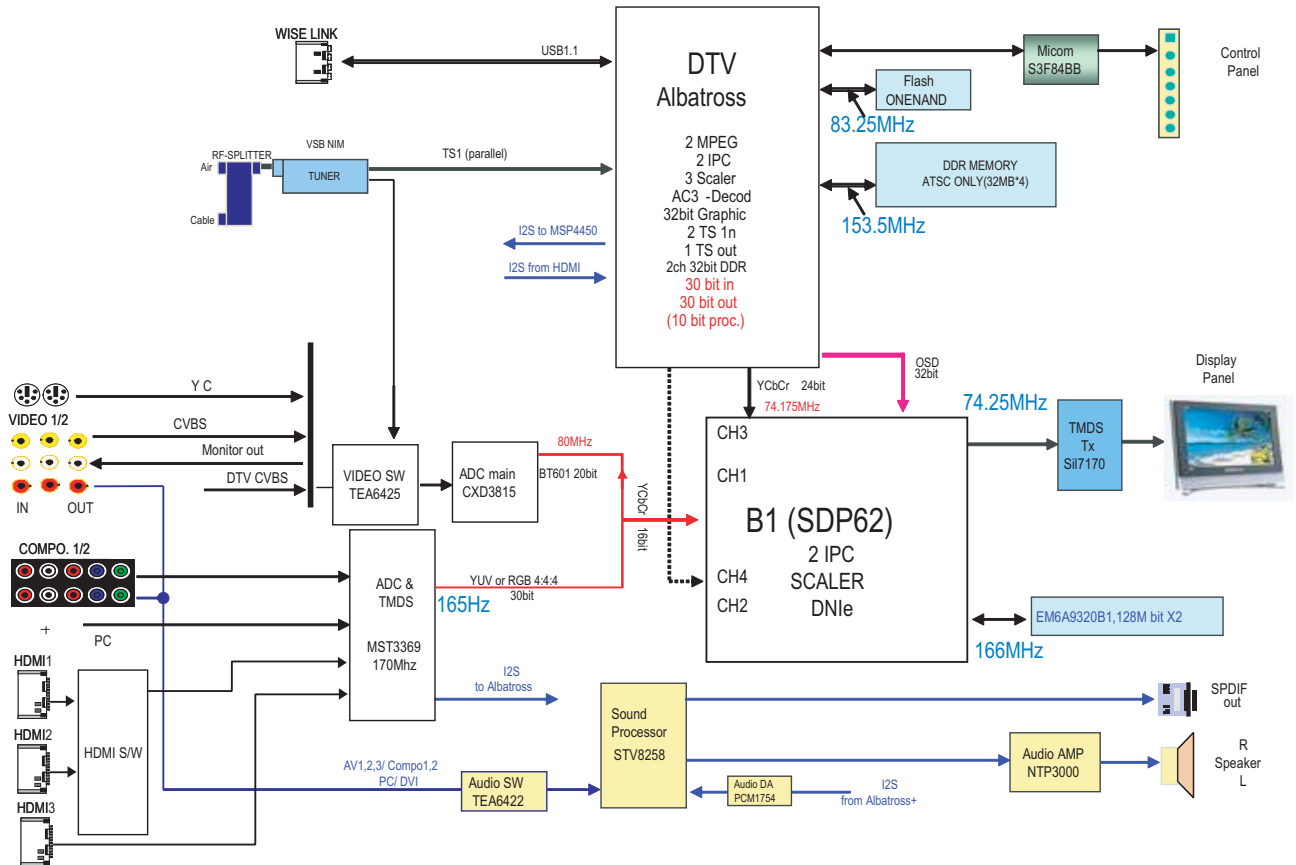 WISE LINK
USB1.1
DTV
Albatross
2 MPEG
2 IPC
3 Scaler
AC3 -Decod
32bit Graphic
2 TS 1n
1 TS out
2ch 32bit DDR
30 bit in
30 bit out
(10 bit proc.)
Micom
S3F84BB
Control
Panel
Flash
ONENAND
83.25MHz
DDR MEMORY
ATSC ONLY(32MB*4)
153.5MHz
VSB NIM
RF-SPLITTER
Air
TUNER
TS1 (parallel)
Cable
I2S to MSP4450
I2S from HDMI
OSD
32bit
YCbCr 24bit
74.175MHz
Display
Panel
74.25MHz
TMDS
Tx
Sil7170
Y C
VIDEO 1/2
CVBS
Monitor out
DTV CVBS
IN
OUT
VIDEO SW
TEA6425
ADC main
CXD3815
80MHz
BT601 20bit
YCbCr
16bit
CH3
CH1
B1 (SDP62)
2 IPC
SCALER
DNIe
CH4
CH2
COMPO. 1/2
ADC &
TMDS
MST3369
170Mhz
YUV or RGB 4:4:4
30bit
165Hz
+
PC
EM6A9320B1,128M bit X2
166MHz
HDMI1
HDMI2
HDMI3
HDMI S/W
I2S
to Albatross
Sound
Processor
STV8258
SPDIF
out
AV1,2,3/ Compo1,2
PC/ DVI
Audio SW
TEA6422
Audio DA
PCM1754
I2S
from Albatross+
Audio AMP
NTP3000
R
Speaker
L